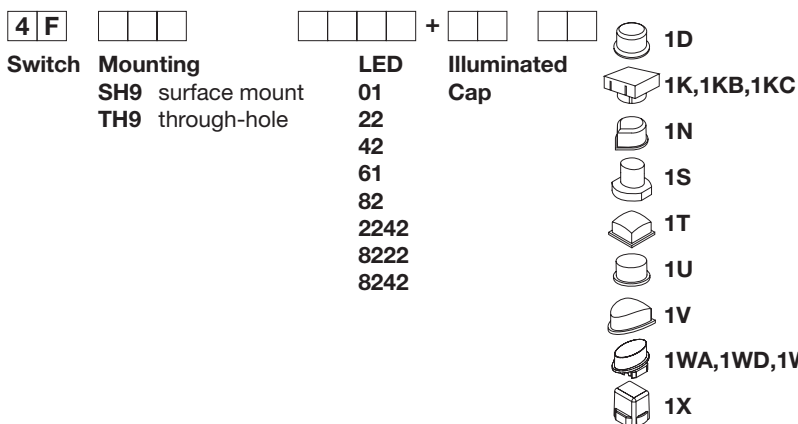 4 F +
Switch Mounting LED Illuminated
SH9 surface mount 01 Cap
TH9 through-hole 22
42
61
82
2242
8222
8242
1D
1K,1KB,1KC
1N
1S
1T
1U
1V
1WA,1WD,1
1X